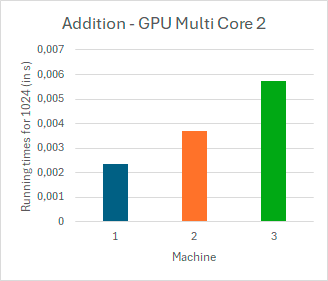 Addition - GPU Multi Core 2
Running times for 1024 (in s)
0,007
0,006
0,005
0,004
0,003
0,002
0,001
0
1 2 3
Machine